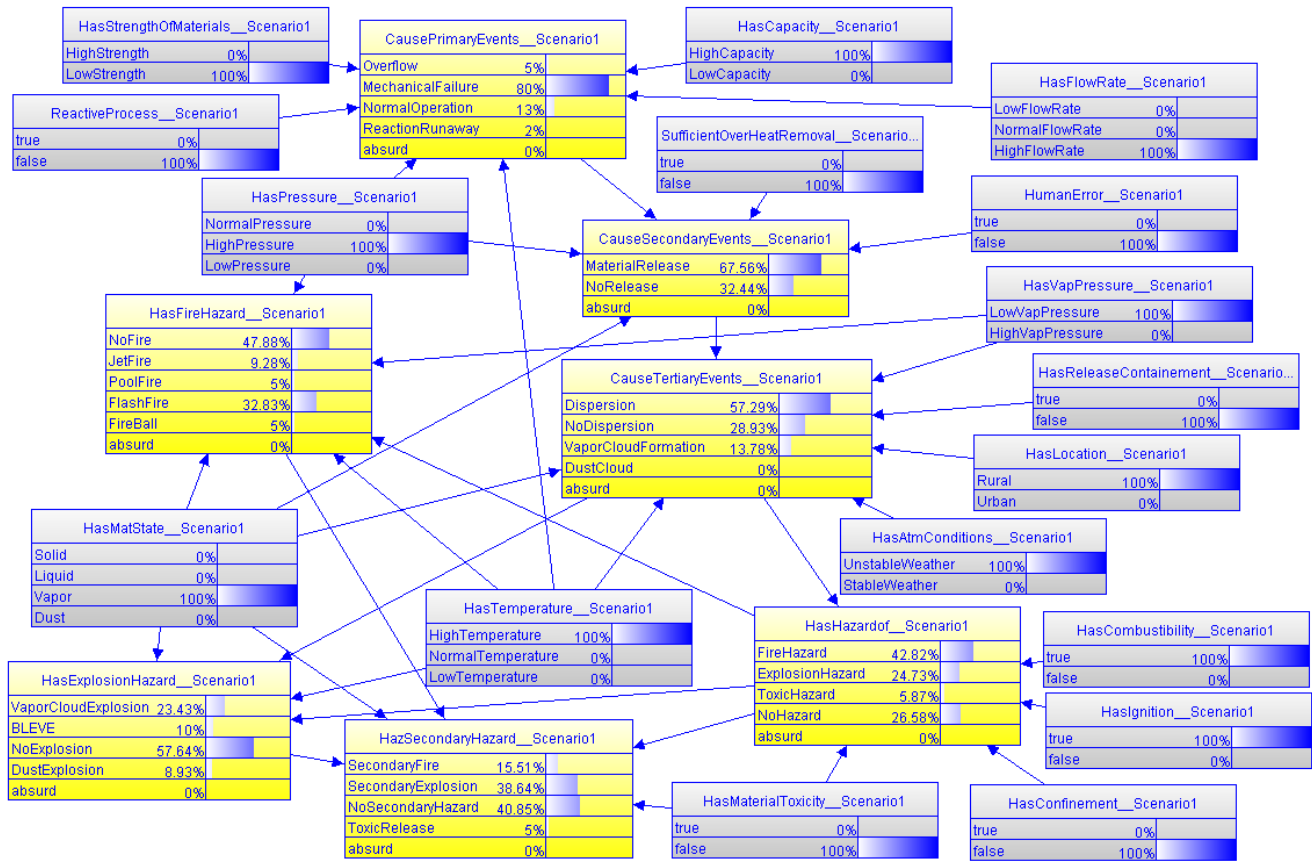 HasStrengthOfMaterials__Scenario1
HighStrength 0%
LowStrength 100%
CausePrimaryEvents__Scenario1
Overflow 5%
MechanicalFailure 80%
NormalOperation 13%
ReactionRunaway 2%
absurd 0%
HasCapacity__Scenario1
HighCapacity 100%
LowCapacity 0%
HasFlowRate__Scenario1
LowFlowRate 0%
NormalFlowRate 0%
HighFlowRate 100%
ReactiveProcess__Scenario1
true 0%
false 100%
SufficientOverHeatRemoval__Scenario...
true 0%
false 100%
HasPressure__Scenario1
NormalPressure 0%
HighPressure 100%
LowPressure 0%
HumanError__Scenario1
true 0%
false 100%
CauseSecondaryEvents__Scenario1
MaterialRelease 67.56%
NoRelease 32.44%
absurd 0%
HasVapPressure__Scenario1
LowVapPressure 100%
HighVapPressure 0%
HasFireHazard__Scenario1
NoFire 47.88%
JetFire 9.28%
PoolFire 5%
FlashFire 32.83%
FireBall 5%
absurd 0%
CauseTertiaryEvents__Scenario1
Dispersion 57.29%
NoDispersion 28.93%
VaporCloudFormation 13.78%
DustCloud 0%
absurd 0%
HasReleaseContainement__Scenario...
true 0%
false 100%
HasLocation__Scenario1
Rural 100%
Urban 0%
HasMatState__Scenario1
Solid 0%
Liquid 0%
Vapor 100%
Dust 0%
HasAtmConditions__Scenario1
UnstableWeather 100%
StableWeather 0%
HasTemperature__Scenario1
HighTemperature 100%
NormalTemperature 0%
LowTemperature 0%
HasHazardof__Scenario1
FireHazard 42.82%
ExplosionHazard 24.73%
ToxicHazard 5.87%
NoHazard 26.58%
absurd 0%
HasCombustibility__Scenario1
true 100%
false 0%
HasExplosionHazard__Scenario1
VaporCloudExplosion 23.43%
BLEVE 10%
NoExplosion 57.64%
DustExplosion 8.93%
absurd 0%
HasIgnition__Scenario1
true 100%
false 0%
HazSecondaryHazard__Scenario1
SecondaryFire 15.51%
SecondaryExplosion 38.64%
NoSecondaryHazard 40.85%
ToxicRelease 5%
absurd 0%
HasMaterialToxicity__Scenario1
true 0%
false 100%
HasConfinement__Scenario1
true 0%
false 100%